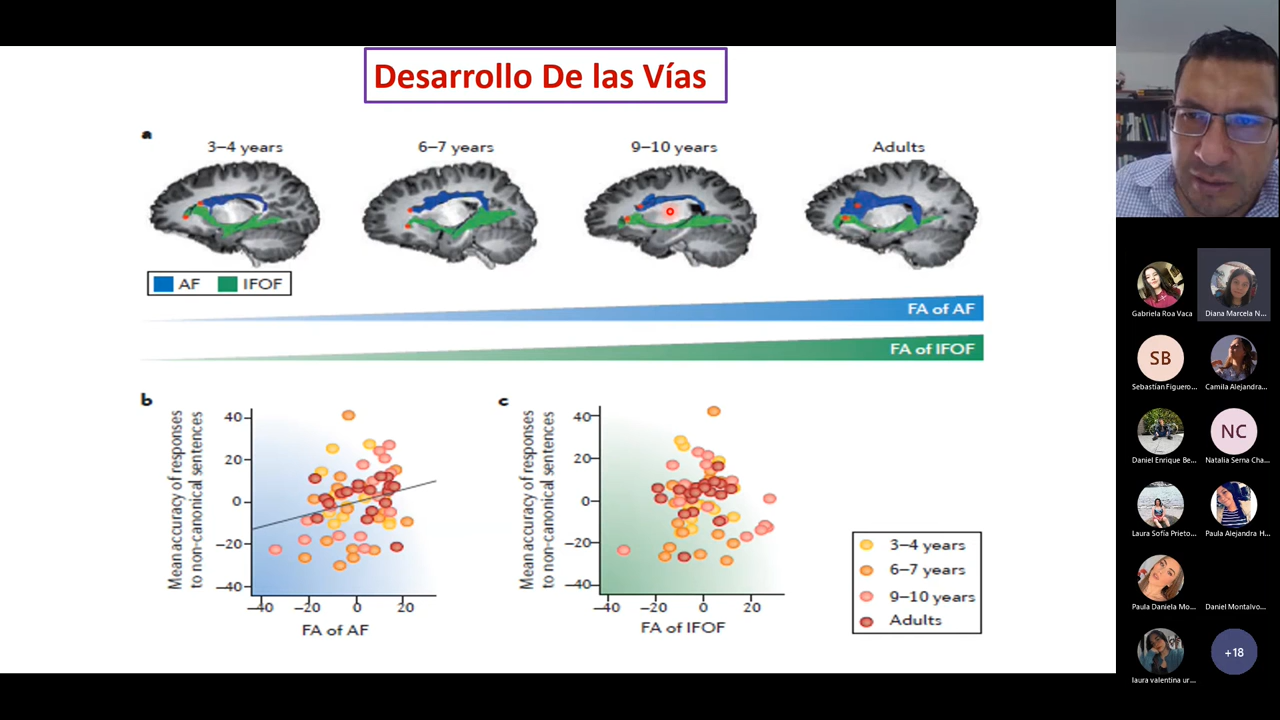 Desarrollo De las Vías
a
3–4 years
6–7 years
9–10 years
Adults
AF
IFOF
FA of AF
FA of IFOF
b
Mean accuracy of responses
to non-canonical sentences
40
20
0
−20
−40
−40
−20
0
20
FA of AF
c
Mean accuracy of responses
to non-canonical sentences
40
20
0
−20
−40
−40
−20
0
20
FA of IFOF
3–4 years
6–7 years
9–10 years
Adults
Gabriela Roa Vaca
Diana Marcela N...
SB
Sebastian Figuero...
Camila Alejandra...
NC
Daniel Enrique Be...
Natalia Serna Cha...
Laura Sofía Prieto...
Paula Alejandra H...
Paula Daniela Mo...
Daniel Montalvo...
+18
laura valentina ur...